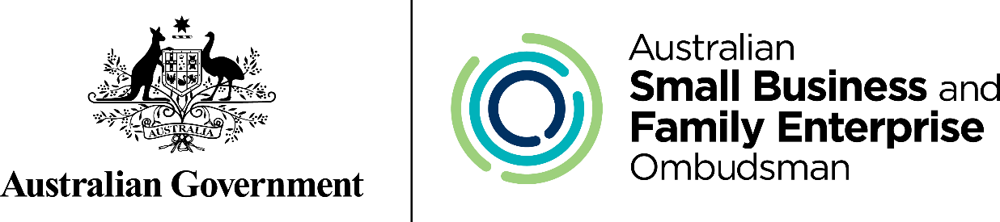 AUSTRALIA
Australian Government
Australian
Small Business and
Family Enterprise
Ombudsman